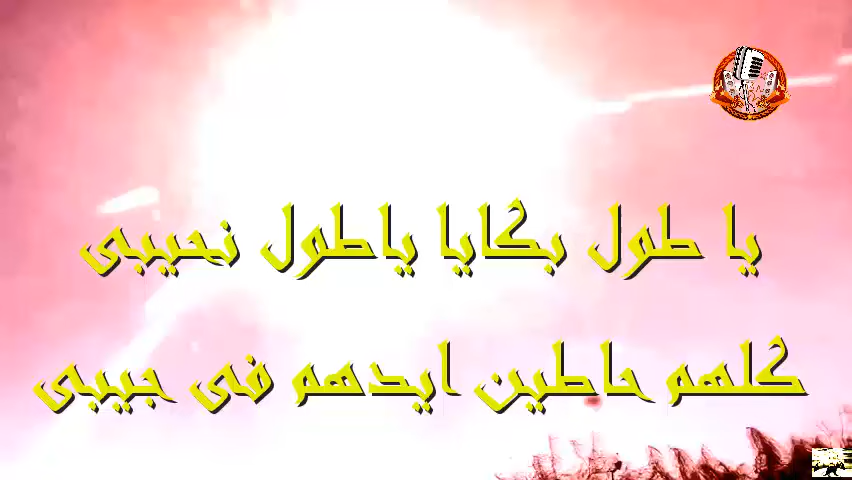 يا طول بكايا ياطول نحيبى
كلهم حاطين ايدهم فى جيبى